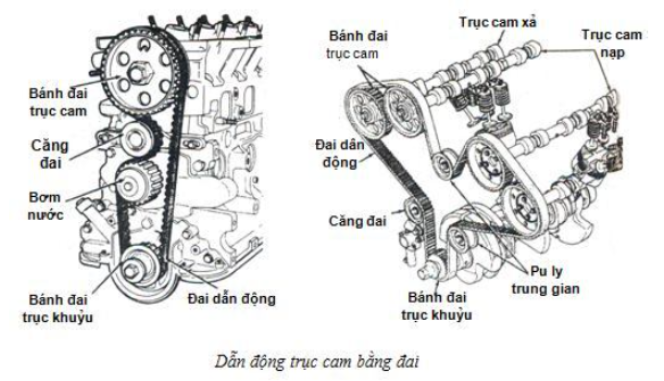 Bánh đai
trục cam
Căng
đai
Bơm
nước
Bánh đai
trục khuỷu
Đai dẫn động
Bánh đai
trục cam
Trục cam xả
Trục cam
nạp
Đai dẫn
động
Căng đai
Bánh đai
trục khuỷu
Pu ly
trung gian
Dẫn động trục cam bằng đai